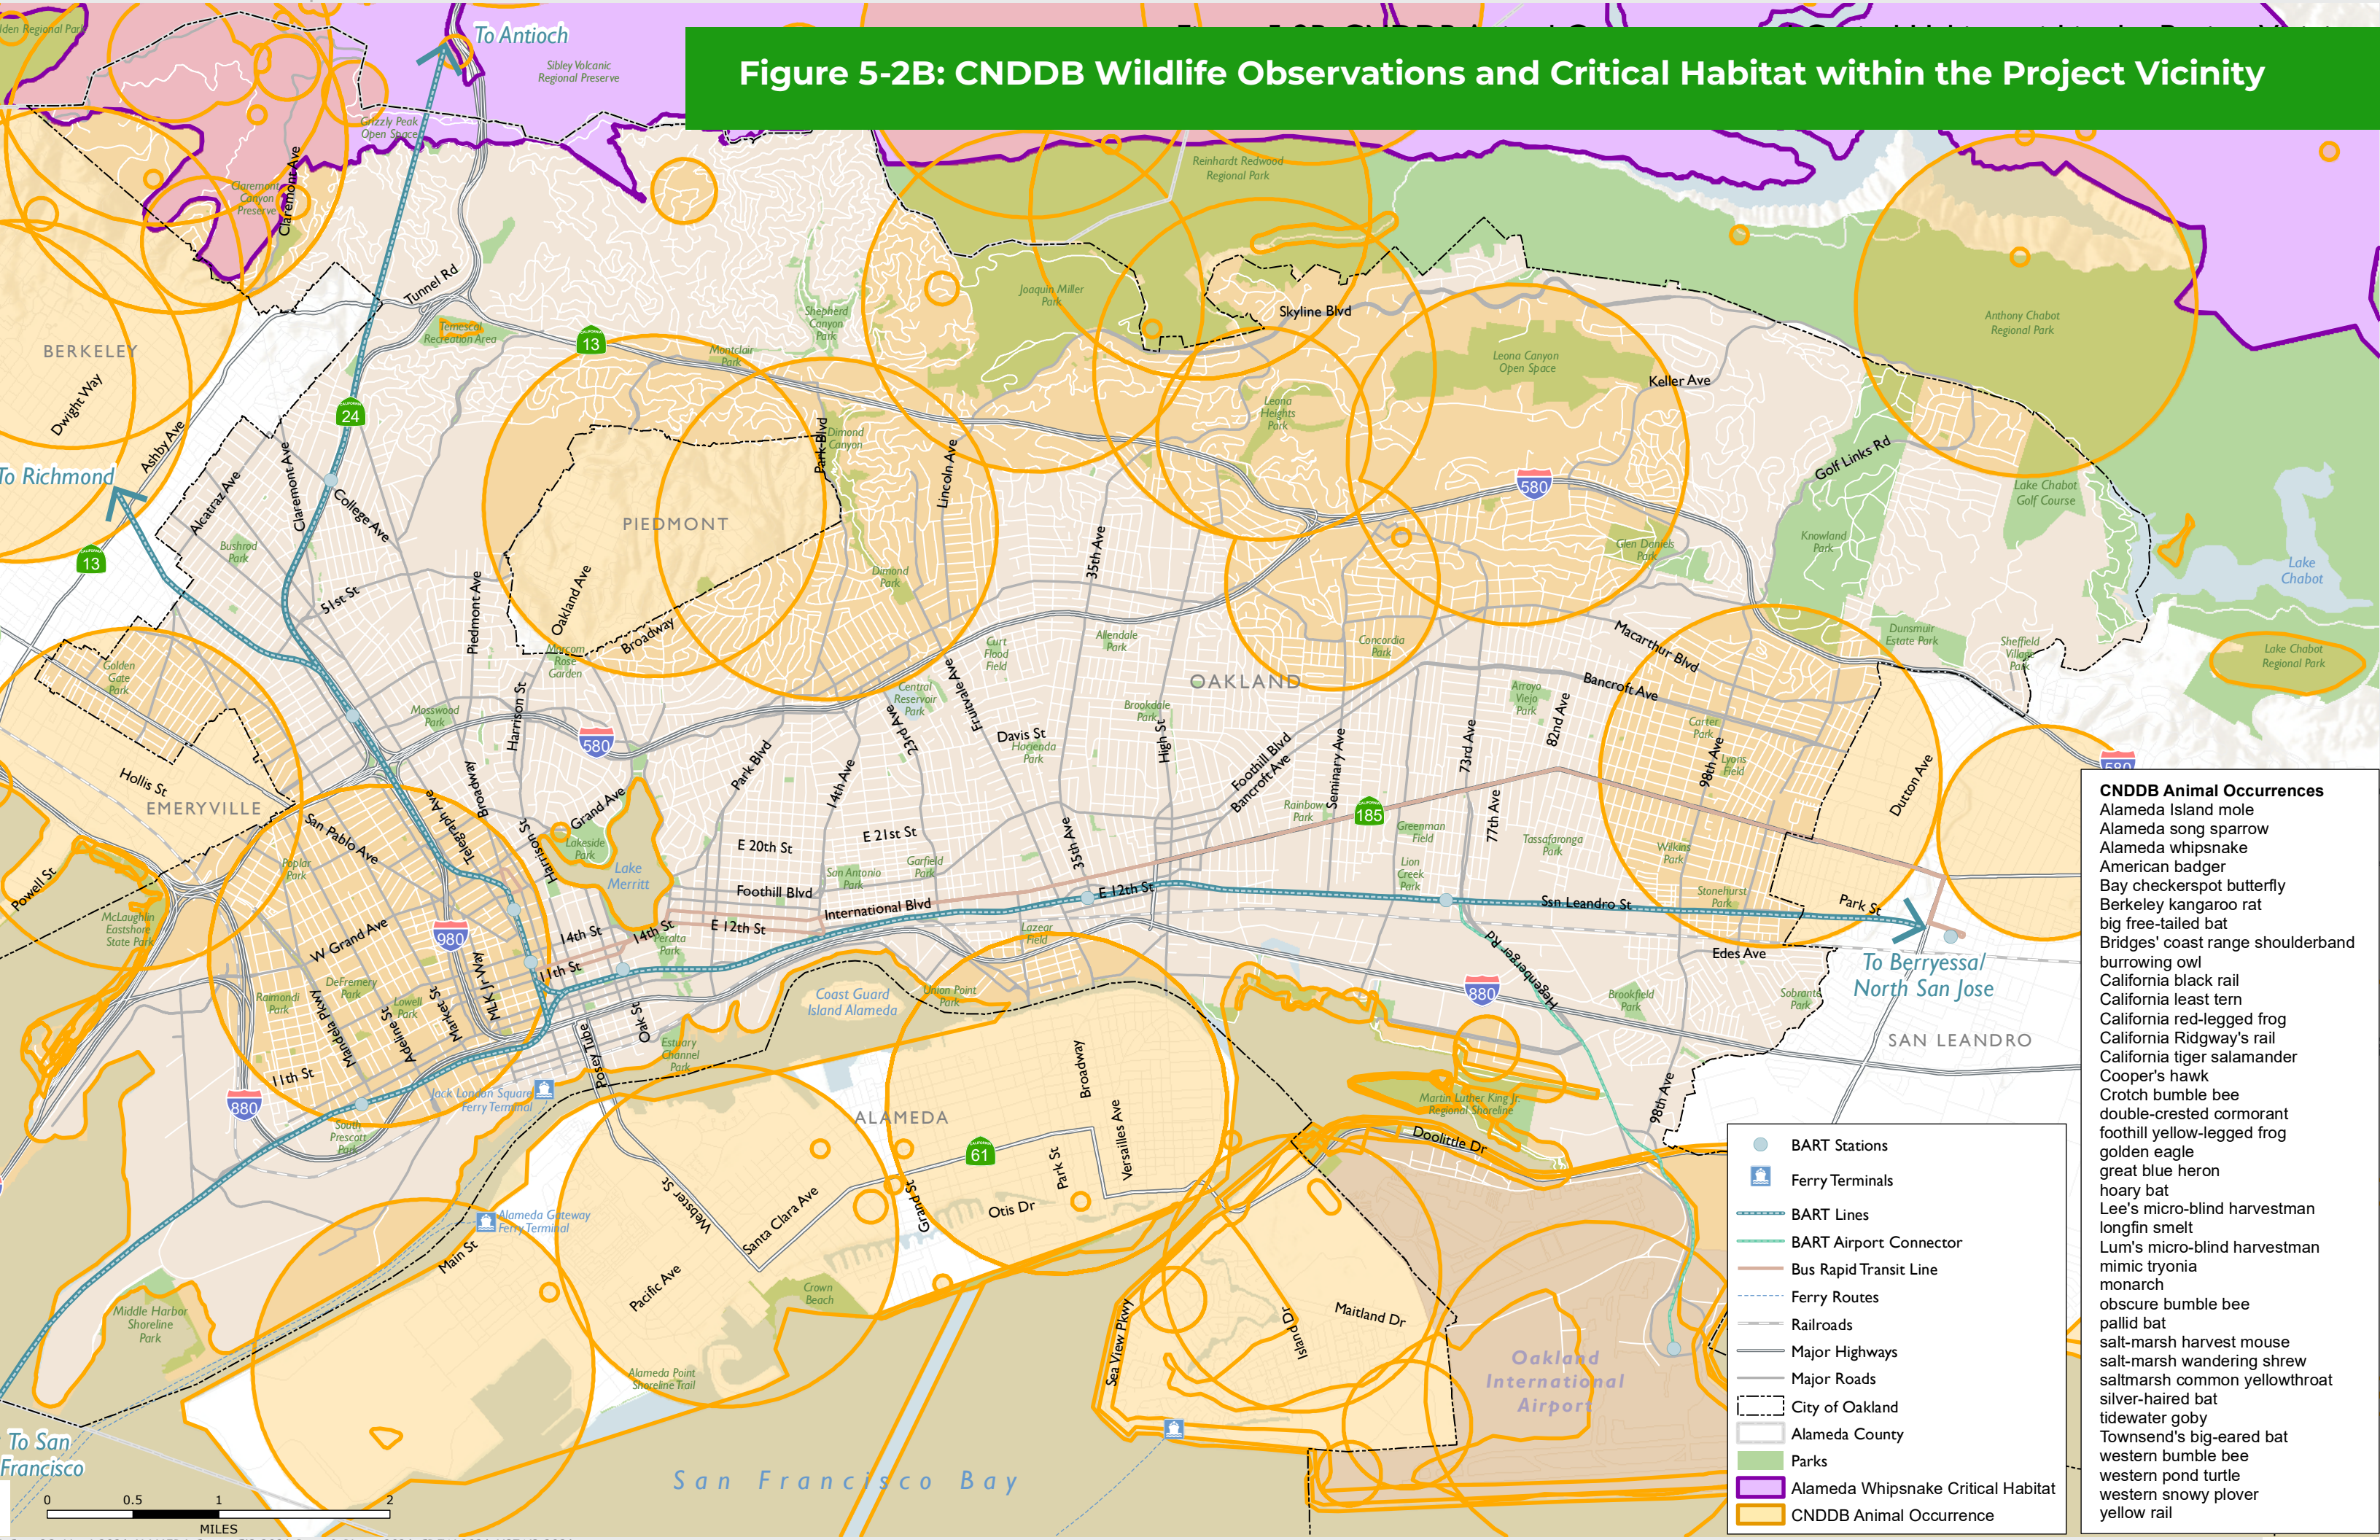 Figure 5-2B: CNDDB Wildlife Observations and Critical Habitat within the Project Vicinity
To Antioch
Sibley Volcanic
Regional Preserve
Grizzly Peak
Open Space
Claremont
Canyon
Preserve
Claremont Ave
Reinhardt Redwood
Regional Park
Tunnel Rd
Temescal
Recreation Area
13
Montclair
Park
Shepherd
Canyon
Park
Joaquin Miller
Park
Skyline Blvd
Anthony Chabot
Regional Park
BERKELEY
Dwight Way
Ashby Ave
24
Leona Canyon
Open Space
Keller Ave
Leona
Heights
Park
Dimond
Canyon
Park Blvd
Lincoln Ave
Golf Links Rd
To Richmond
Alcatraz Ave
Claremont Ave
College Ave
580
Lake Chabot
Golf Course
PIEDMONT
13
Bushrod
Park
51st St
Piedmont Ave
Oakland Ave
Broadway
Dimond
Park
35th Ave
Glen Daniels
Park
Knowland
Park
Lake
Chabot
Golden
Gate
Park
Morcom
Rose
Garden
Curt
Flood
Field
Allendale
Park
Concordia
Park
Macarthur Blvd
Dunsmuir
Estate Park
Sheffield
Village
Park
Lake Chabot
Regional Park
OAKLAND
Mosswood
Park
Harrison St
580
Central
Reservoir
Park
23rd Ave
Fruitvale Ave
Brookdale
Park
High St
Davis St
Hacienda
Park
Arroyo
Viejo
Park
Bancroft Ave
82nd Ave
73rd Ave
Carter
Park
98th Ave
Lyons
Field
Dutton Ave
580
Hollis St
EMERYVILLE
San Pablo Ave
Telegraph Ave
Broadway
Harrison St
Grand Ave
Lakeside
Park
Lake
Merritt
Park Blvd
14th Ave
E 20th St
E 21st St
Foothill Blvd
Bancroft Ave
Seminary Ave
Rainbow
Park
185
Greenman
Field
77th Ave
Tassafaronga
Park
Wilkins
Park
Powell St
Poplar
Park
McLaughlin
Eastshore
State Park
W Grand Ave
980
San Antonio
Park
Garfield
Park
35th Ave
Lion
Creek
Park
Foothill Blvd
International Blvd
E 12th St
E 12th St
Ssn Leandro St
Stonehurst
Park
Park St
14th St
14th St
Peralta
Park
11th St
Lazear
Field
Hegenberger Rd
Edes Ave
To Berryessa/
North San Jose
Raimondi
Park
DeFremery
Park
Lowell
Park
Mandela Pkwy
Adeline St
Market St
MLK Jr Way
Oak St
Posey Tube
Coast Guard
Island Alameda
Union Point
Park
880
Brookfield
Park
Sobrante
Park
SAN LEANDRO
Estuary
Channel
Park
11th St
880
Jack London Square
Ferry Terminal
South
Prescott
Park
ALAMEDA
Broadway
Versailles Ave
61
Park St
Grand St
Otis Dr
Martin Luther King Jr.
Regional Shoreline
Doolittle Dr
98th Ave
Alameda Gateway
Ferry Terminal
Main St
Webster St
Santa Clara Ave
Pacific Ave
Crown
Beach
Middle Harbor
Shoreline
Park
Alameda Point
Shoreline Trail
Sea View Pkwy
Island Dr
Maitland Dr
Oakland
International
Airport
San Francisco Bay
To San
Francisco
0 0.5 1 2
MILES
BART Stations
Ferry Terminals
BART Lines
BART Airport Connector
Bus Rapid Transit Line
Ferry Routes
Railroads
Major Highways
Major Roads
City of Oakland
Alameda County
Parks
Alameda Whipsnake Critical Habitat
CNDDB Animal Occurrence
CNDDB Animal Occurrences
Alameda Island mole
Alameda song sparrow
Alameda whipsnake
American badger
Bay checkerspot butterfly
Berkeley kangaroo rat
big free-tailed bat
Bridges' coast range shoulderband
burrowing owl
California black rail
California least tern
California red-legged frog
California Ridgway's rail
California tiger salamander
Cooper's hawk
Crotch bumble bee
double-crested cormorant
foothill yellow-legged frog
golden eagle
great blue heron
hoary bat
Lee's micro-blind harvestman
longfin smelt
Lum's micro-blind harvestman
mimic tryonia
monarch
obscure bumble bee
pallid bat
salt-marsh harvest mouse
salt-marsh wandering shrew
saltmarsh common yellowthroat
silver-haired bat
tidewater goby
Townsend's big-eared bat
western bumble bee
western pond turtle
western snowy plover
yellow rail